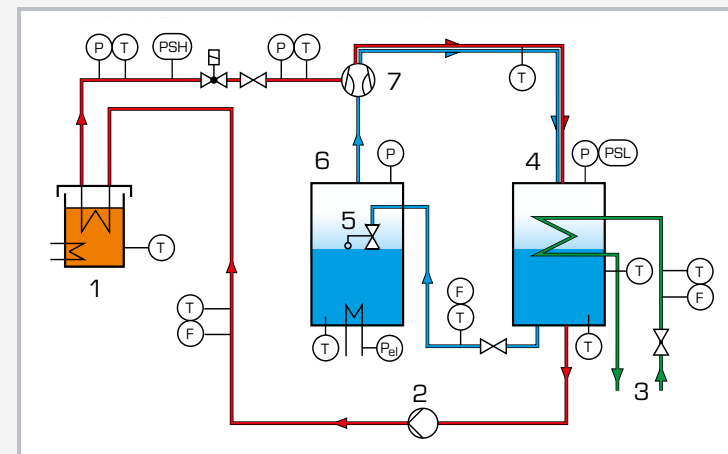 P T PSH P T
7
T
6 P 4 P PSL
5
T T T
1 F F
T T
F T T Pel
2 3